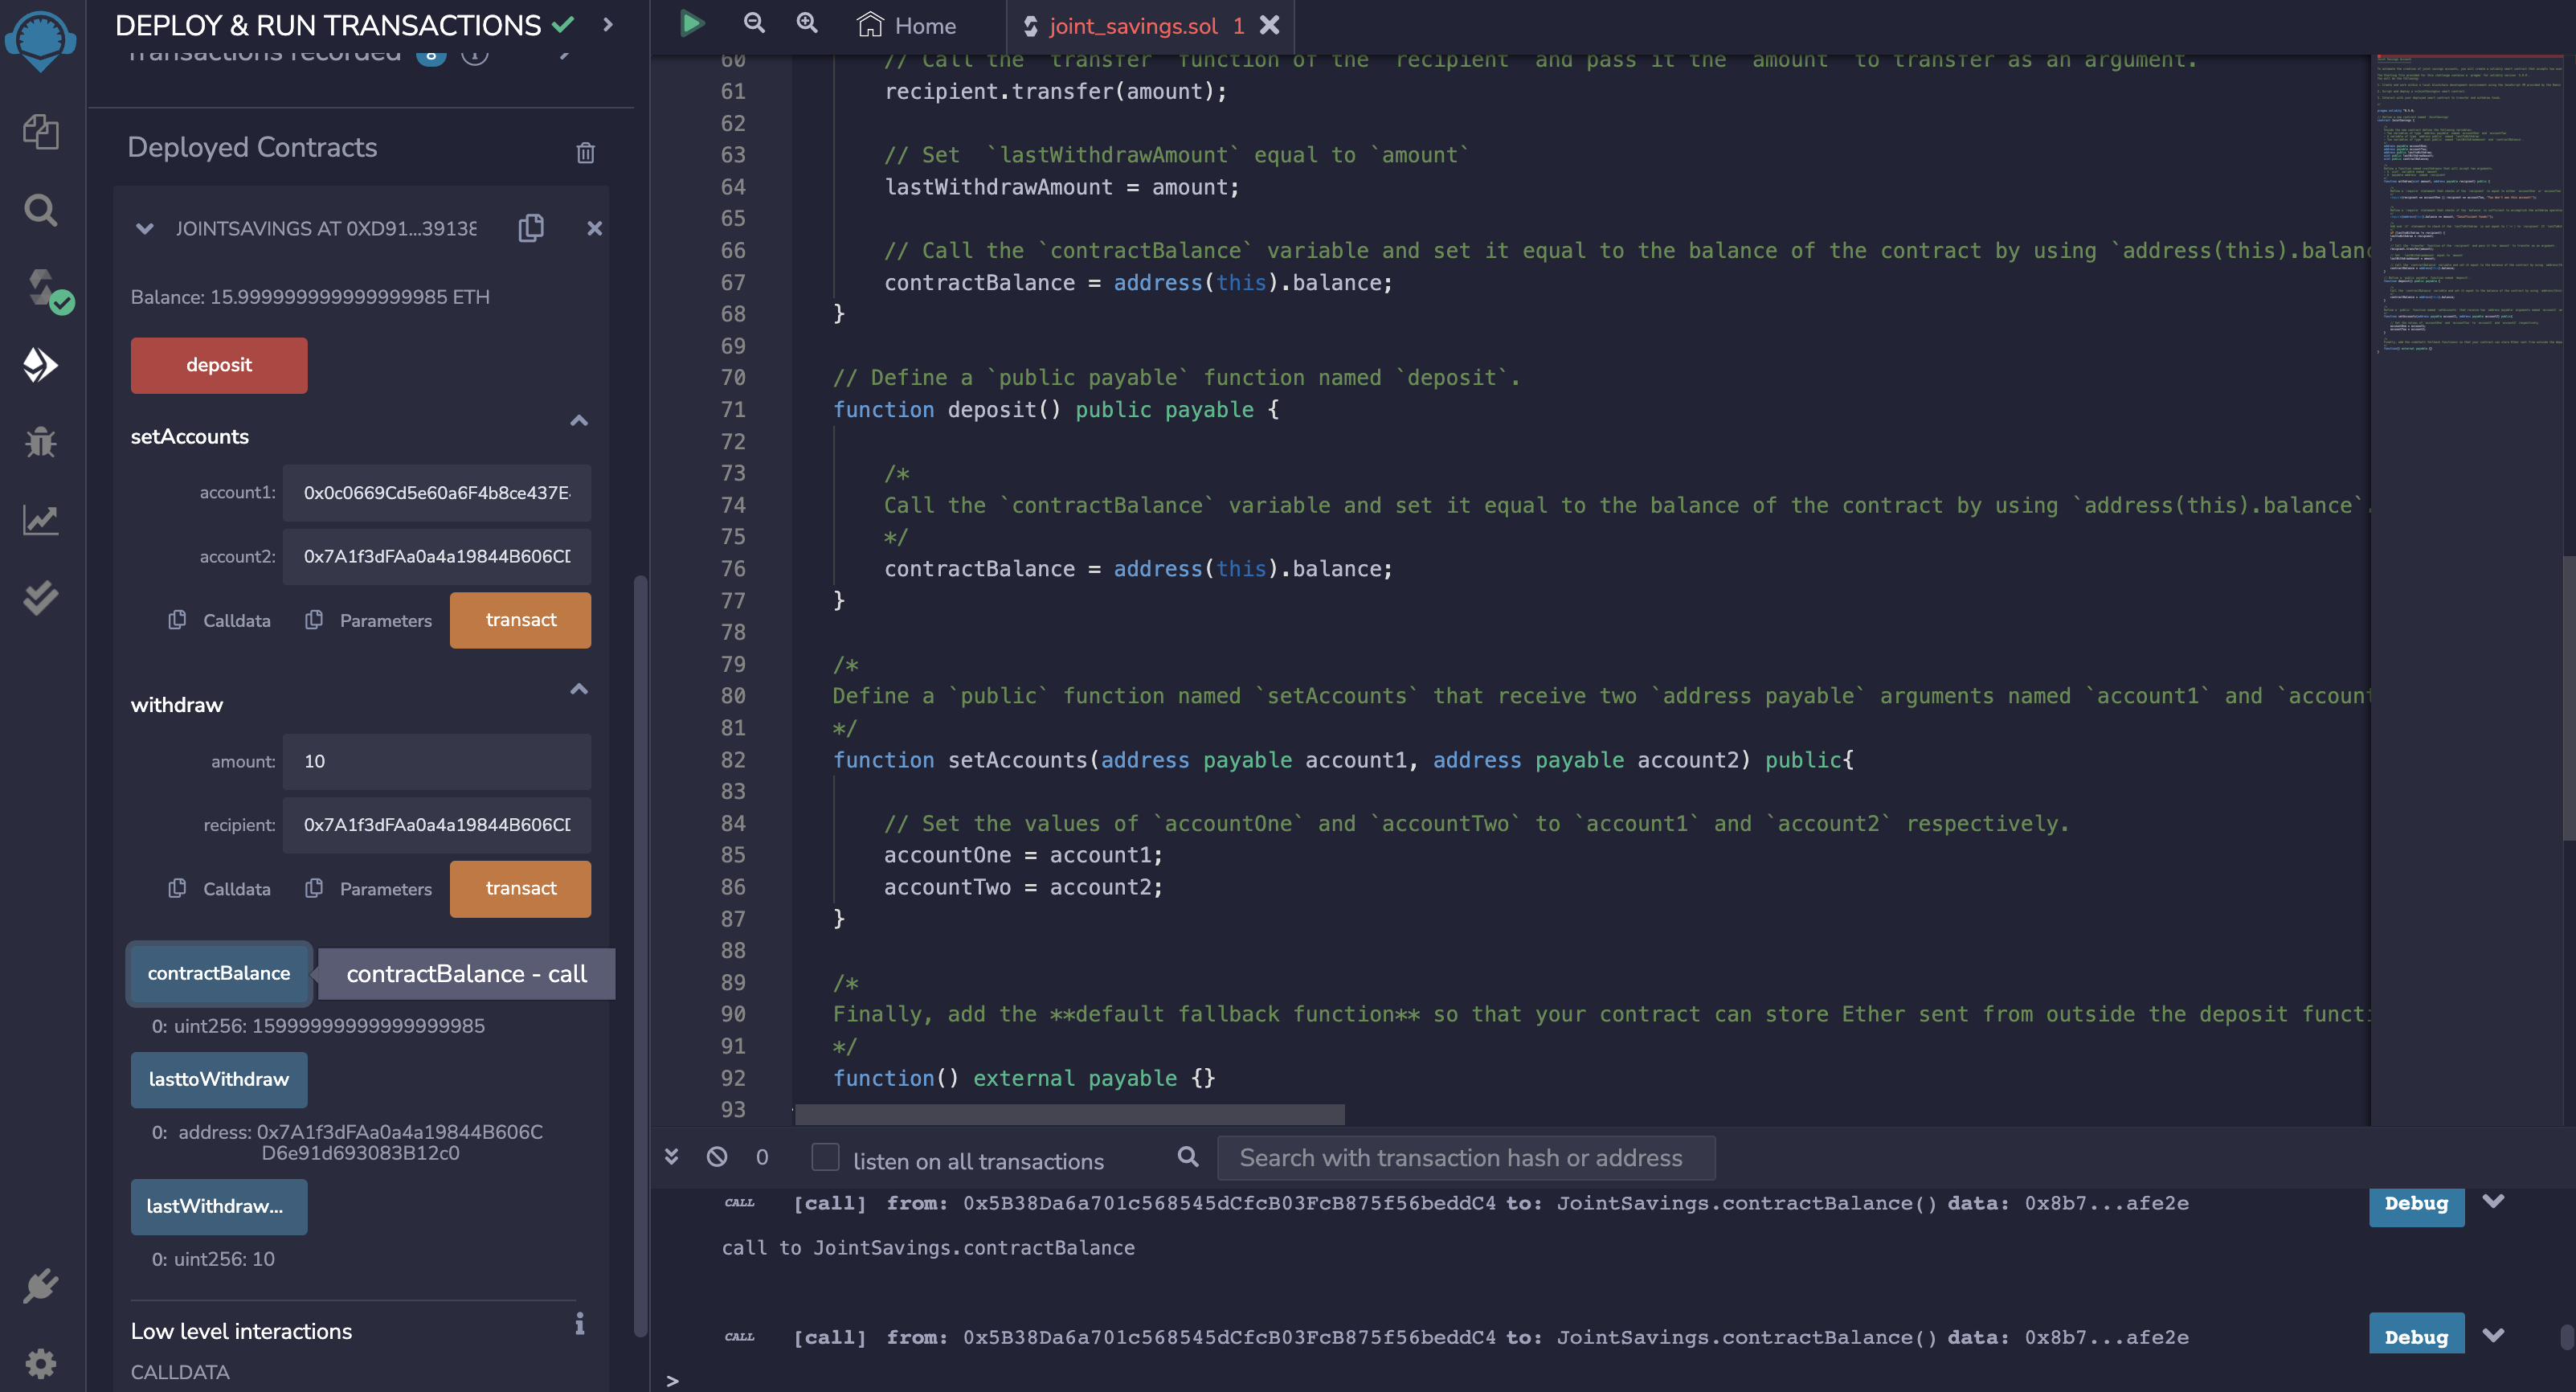 DEPLOY & RUN TRANSACTIONS
Transactions recorded 8 i
Deployed Contracts
JOINTSAVINGS AT 0XD91...39138
Balance: 15.999999999999999985 ETH
deposit
setAccounts
account1: 0x0c0669Cd5e60a6F4b8ce437E
account2: 0x7A1f3dFAa0a4a19844B606CD
Calldata Parameters transact
withdraw
amount: 10
recipient: 0x7A1f3dFAa0a4a19844B606CD
Calldata Parameters transact
contractBalance contractBalance - call
0: uint256: 15999999999999999985
lasttoWithdraw
0: address: 0x7A1f3dFAa0a4a19844B606C
D6e91d693083B12c0
lastWithdraw...
0: uint256: 10
Low level interactions
CALLDATA
Home joint_savings.sol 1
60 // Call the `transfer` function of the `recipient` and pass it the `amount` to transfer as an argument.
61 recipient.transfer(amount);
62
63 // Set  `lastWithdrawAmount` equal to `amount`
64 lastWithdrawAmount = amount;
65
66 // Call the `contractBalance` variable and set it equal to the balance of the contract by using `address(this).balanc
67 contractBalance = address(this).balance;
68 }
69
70 // Define a `public payable` function named `deposit`.
71 function deposit() public payable {
72
73 /*
74 Call the `contractBalance` variable and set it equal to the balance of the contract by using `address(this).balance`.
75 */
76 contractBalance = address(this).balance;
77 }
78
79 /*
80 Define a `public` function named `setAccounts` that receive two `address payable` arguments named `account1` and `account
81 */
82 function setAccounts(address payable account1, address payable account2) public{
83
84 // Set the values of `accountOne` and `accountTwo` to `account1` and `account2` respectively.
85 accountOne = account1;
86 accountTwo = account2;
87 }
88
89 /*
90 Finally, add the **default fallback function** so that your contract can store Ether sent from outside the deposit functi
91 */
92 function() external payable {}
93
0 listen on all transactions Search with transaction hash or address
CALL [call] from: 0x5B38Da6a701c568545dCfcB03FcB875f56beddC4 to: JointSavings.contractBalance() data: 0x8b7...afe2e Debug
call to JointSavings.contractBalance
CALL [call] from: 0x5B38Da6a701c568545dCfcB03FcB875f56beddC4 to: JointSavings.contractBalance() data: 0x8b7...afe2e Debug
>